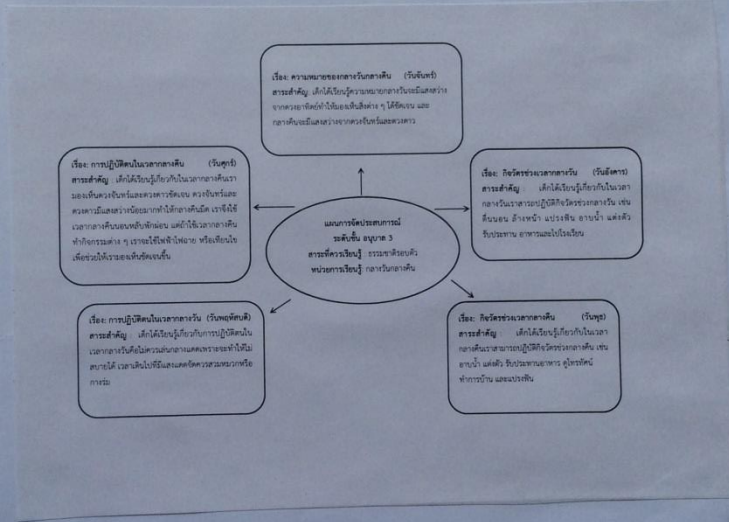 เรื่อง: ความหมายของกลางวันกลางคืน (วันจันทร์)
สาระสำคัญ: เด็กได้เรียนรู้ความหมายกลางวันจะมีแสงสว่าง
จากดวงอาทิตย์ทำให้มองเห็นสิ่งต่าง ๆ ได้ชัดเจน และ
กลางคืนจะมีแสงสว่างจากดวงจันทร์และดวงดาว
เรื่อง: การปฏิบัติตนในเวลากลางคืน (วันศุกร์)
สาระสำคัญ : เด็กได้เรียนรู้เกี่ยวกับในเวลากลางคืนเรา
มองเห็นดวงจันทร์และดวงดาวชัดเจน ดวงจันทร์และ
ดวงดาวมีแสงสว่างน้อยมากทำให้กลางคืนมืด เราจึงใช้
เวลากลางคืนนอนหลับพักผ่อน แต่ถ้าใช้เวลากลางคืน
ทำกิจกรรมต่าง ๆ เราจะใช้ไฟฟ้าไฟฉาย หรือเทียนไข
เพื่อช่วยให้เรามองเห็นชัดเจนขึ้น
เรื่อง: กิจวัตรช่วงเวลากลางวัน (วันอังคาร)
สาระสำคัญ : เด็กได้เรียนรู้เกี่ยวกับในเวลา
กลางวันเราสารถปฏิบัติกิจวัตรช่วงกลางวัน เช่น
ตื่นนอน ล้างหน้า แปรงฟัน อาบน้ำ แต่งตัว
รับประทาน อาหารและไปโรงเรียน
แผนการจัดประสบการณ์
ระดับชั้น อนุบาล 3
สาระที่ควรเรียนรู้ : ธรรมชาติรอบตัว
หน่วยการเรียนรู้: กลางวันกลางคืน
เรื่อง: การปฏิบัติตนในเวลากลางวัน (วันพฤหัสบดี)
สาระสำคัญ : เด็กได้เรียนรู้เกี่ยวกับการปฏิบัติตนใน
เวลากลางวันคือไม่ควรเล่นกลางแดดเพราะจะทำให้ไม่
สบายได้ เวลาเดินไปที่มีแสงแดดจัดควรสวมหมวกหรือ
กางร่ม
เรื่อง: กิจวัตรช่วงเวลากลางคืน (วันพุธ)
สาระสำคัญ : เด็กได้เรียนรู้เกี่ยวกับในเวลา
กลางคืนเราสามารถปฏิบัติกิจวัตรช่วงกลางคืน เช่น
อาบน้ำ แต่งตัว รับประทานอาหาร ดูโทรทัศน์
ทำการบ้าน และแปรงฟัน